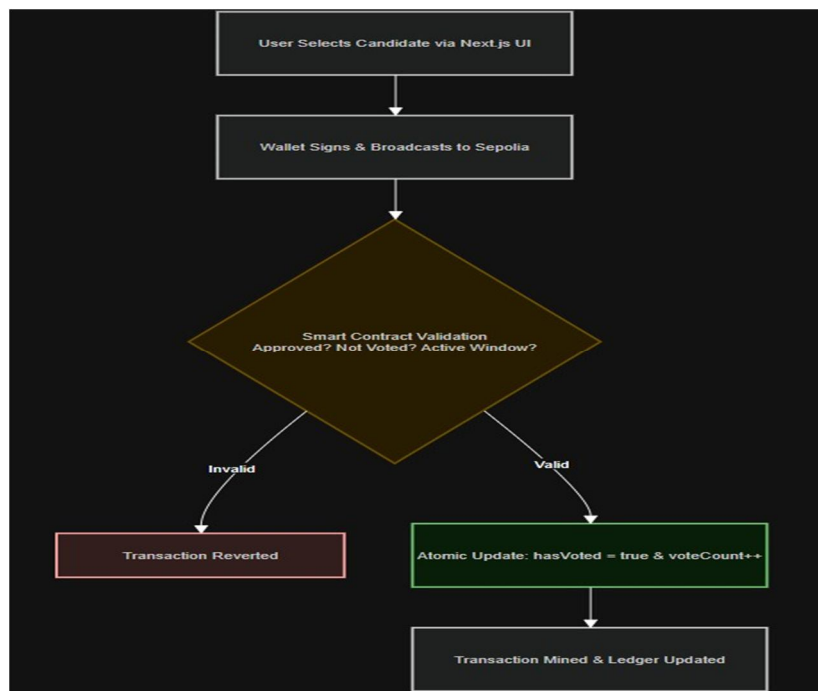 User Selects Candidate via Next.js UI
Wallet Signs & Broadcasts to Sepolia
Smart Contract Validation
Approved? Not Voted? Active Window?
Invalid
Valid
Transaction Reverted
Atomic Update: hasVoted = true & voteCount++
Transaction Mined & Ledger Updated